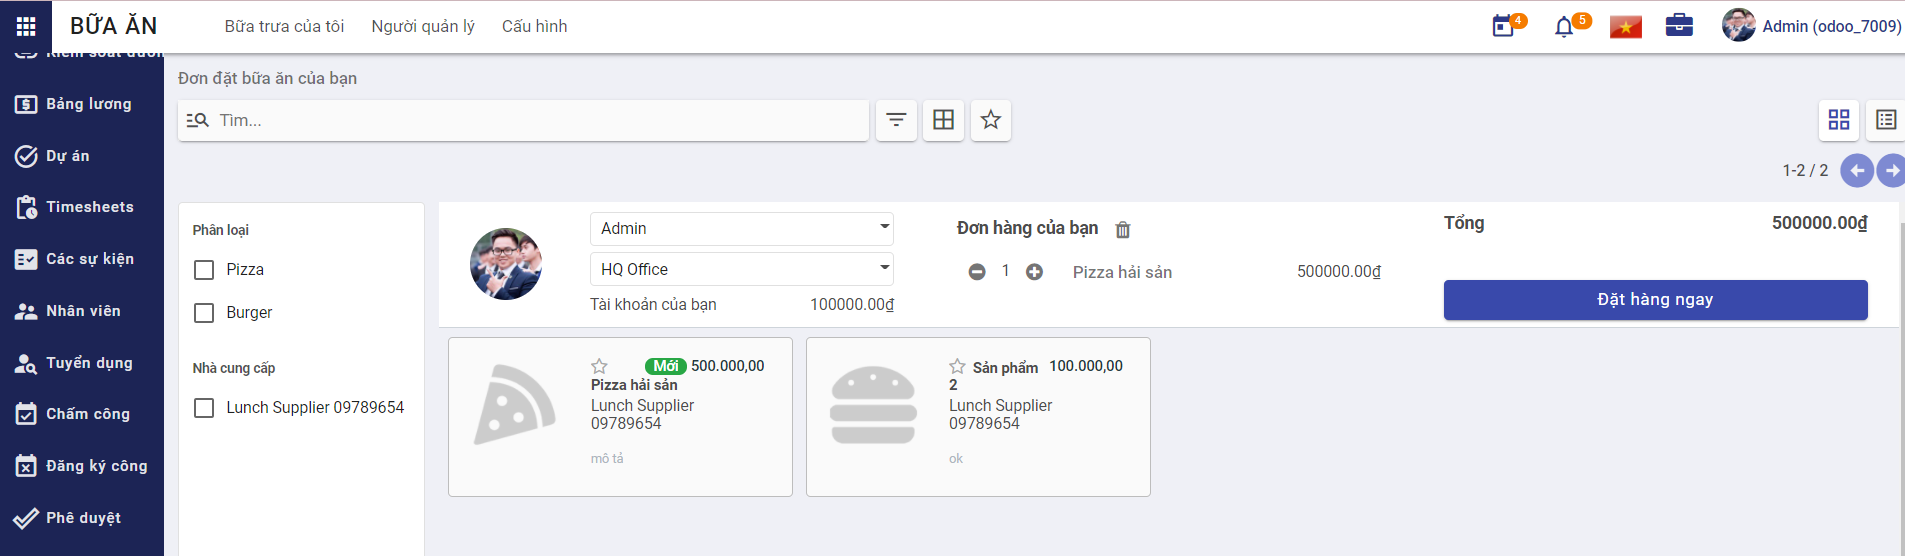 BỮA ĂN
Bữa trưa của tôi
Người quản lý
Cấu hình
4
5
Admin (odoo_7009)
Kiểm soát đườn
Bảng lương
Dự án
Timesheets
Các sự kiện
Nhân viên
Tuyển dụng
Chấm công
Đăng ký công
Phê duyệt
Đơn đặt bữa ăn của bạn
Tìm...
1-2 / 2
Phân loại
Pizza
Burger
Nhà cung cấp
Lunch Supplier 09789654
Admin
HQ Office
Tài khoản của bạn 100000.00₫
Đơn hàng của bạn
1 Pizza hải sản 500000.00₫
Tổng 500000.00₫
Đặt hàng ngay
Mới 500.000,00
Pizza hải sản
Lunch Supplier
09789654
mô tả
Sản phẩm 100.000,00
2
Lunch Supplier
09789654
ok